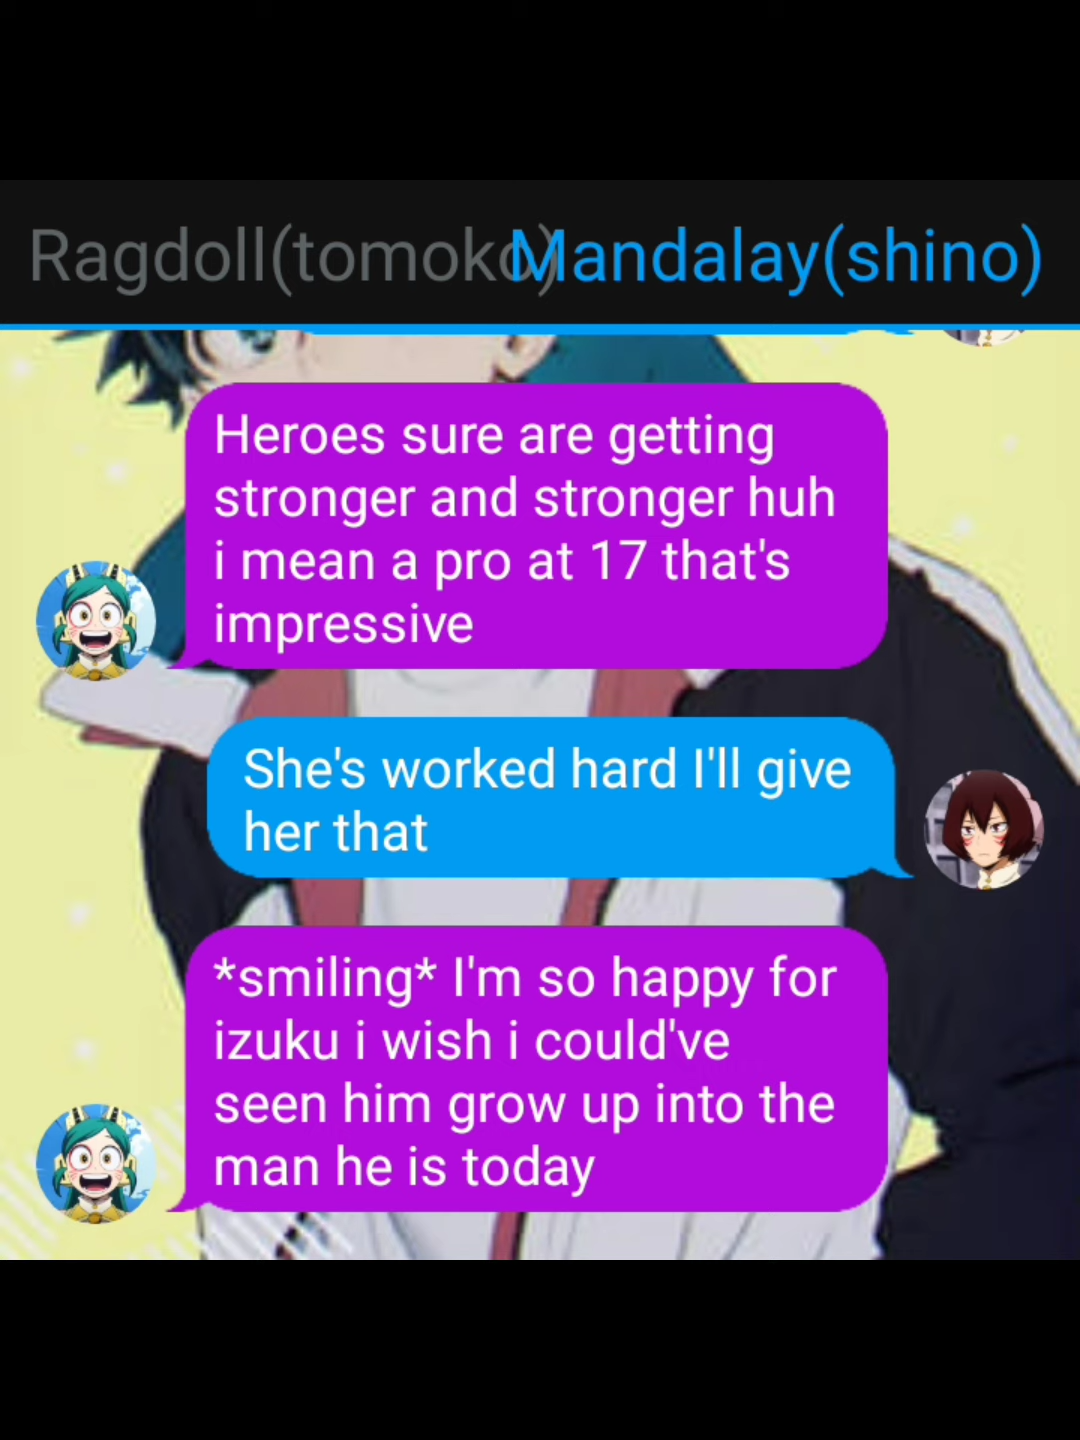 Ragdoll(tomoko) Mandalay(shino)
Heroes sure are getting
stronger and stronger huh
i mean a pro at 17 that's
impressive
She's worked hard I'll give
her that
*smiling* I'm so happy for
izuku i wish i could've
seen him grow up into the
man he is today